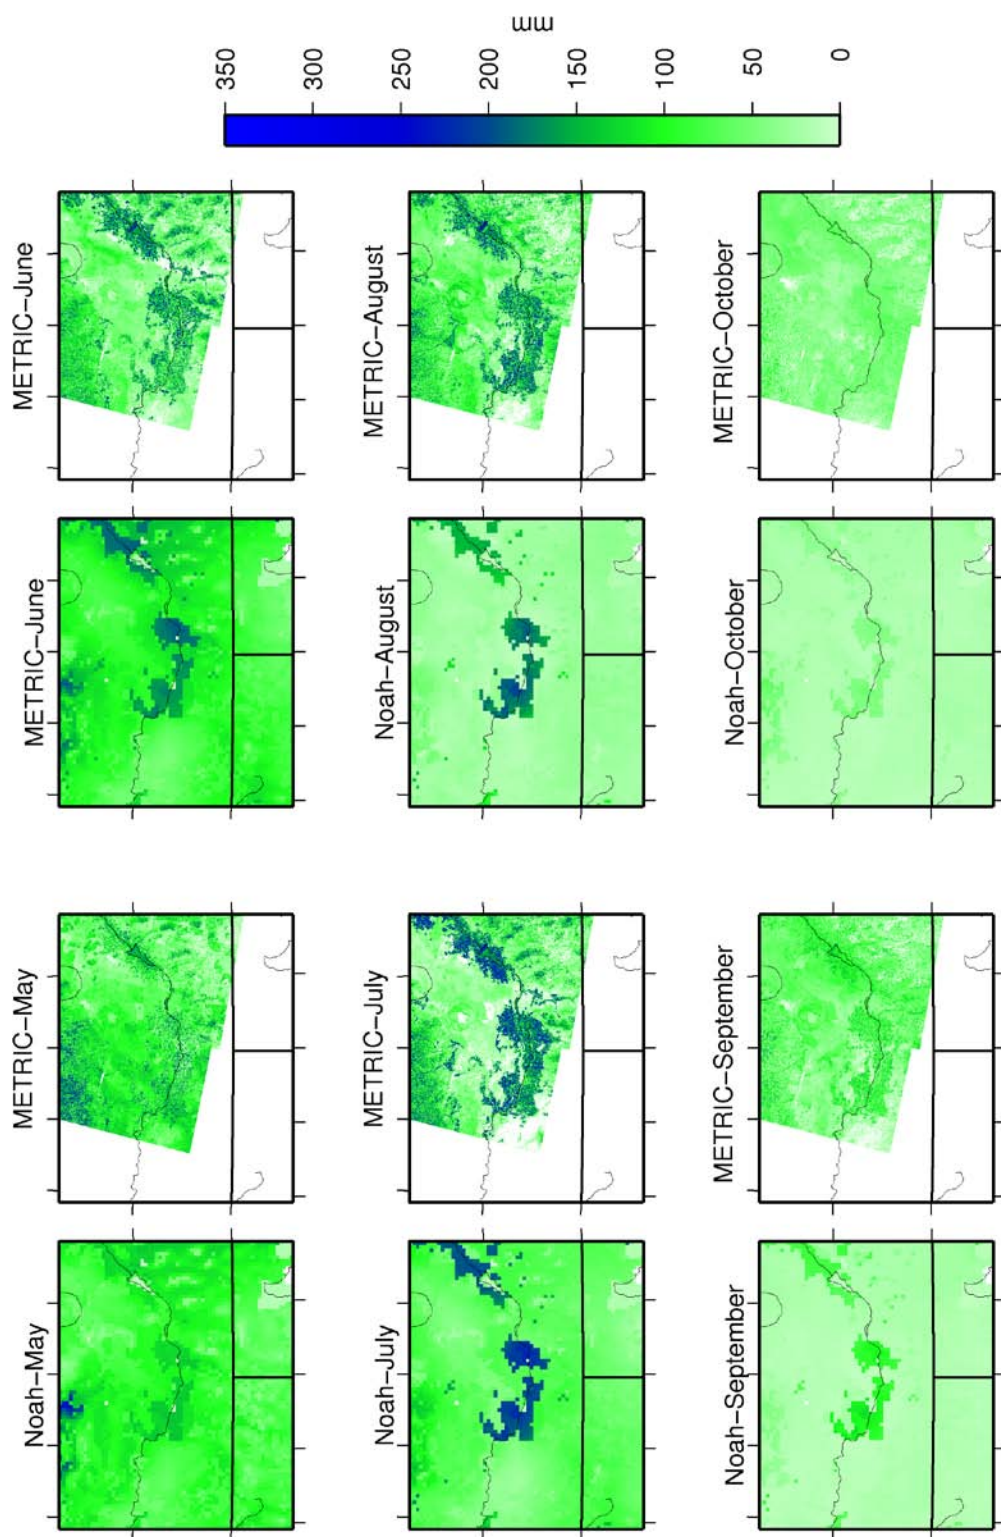 Noah−May
METRIC−May
METRIC−June
METRIC−June
Noah−July
METRIC−July
Noah−August
METRIC−August
Noah−September
METRIC−September
Noah−October
METRIC−October
350
300
250
200
150
100
50
0
mm